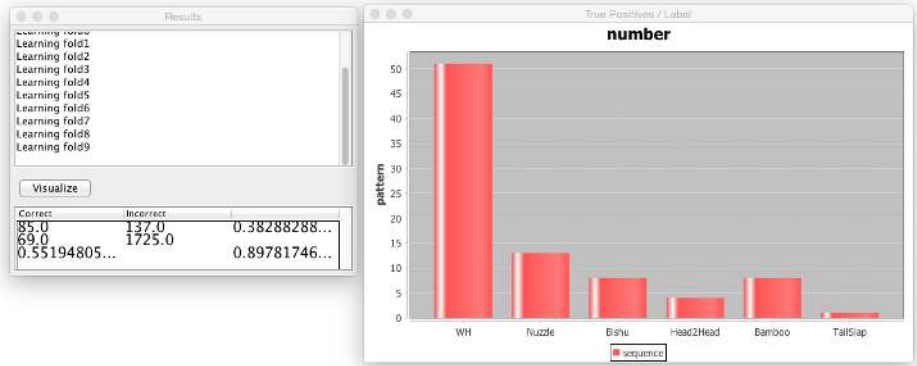 Results
Learning fold1
Learning fold2
Learning fold3
Learning fold4
Learning fold5
Learning fold6
Learning fold7
Learning fold8
Learning fold9
Visualize
Correct Incorrect
85.0 137.0 0.38288288...
69.0 1725.0
0.55194805... 0.89781746...
True Positives / Label
number
pattern
50
45
40
35
30
25
20
15
10
5
0
WH Nuzzle Bishu Head2Head Bamboo TailSlap
sequence